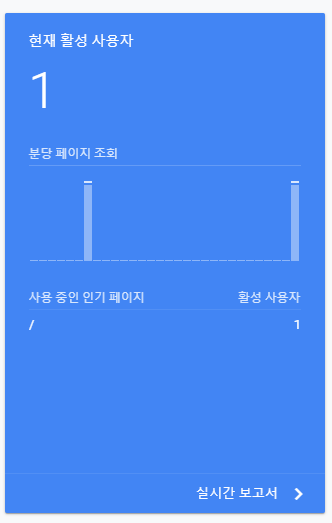 현재 활성 사용자
1
분당 페이지 조회
사용 중인 인기 페이지 활성 사용자
/ 1
실시간 보고서